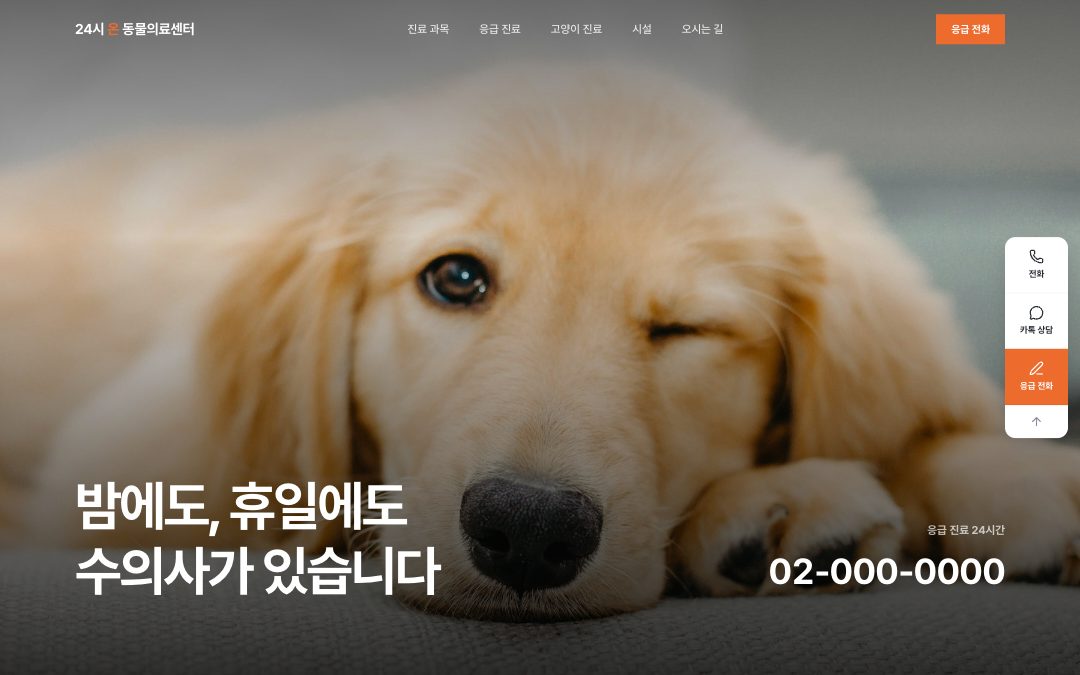 24시 온 동물의료센터
진료 과목
응급 진료
고양이 진료
시설
오시는 길
응급 전화
전화
카톡 상담
응급 전화
밤에도, 휴일에도
수의사가 있습니다
응급 진료 24시간
02-000-0000